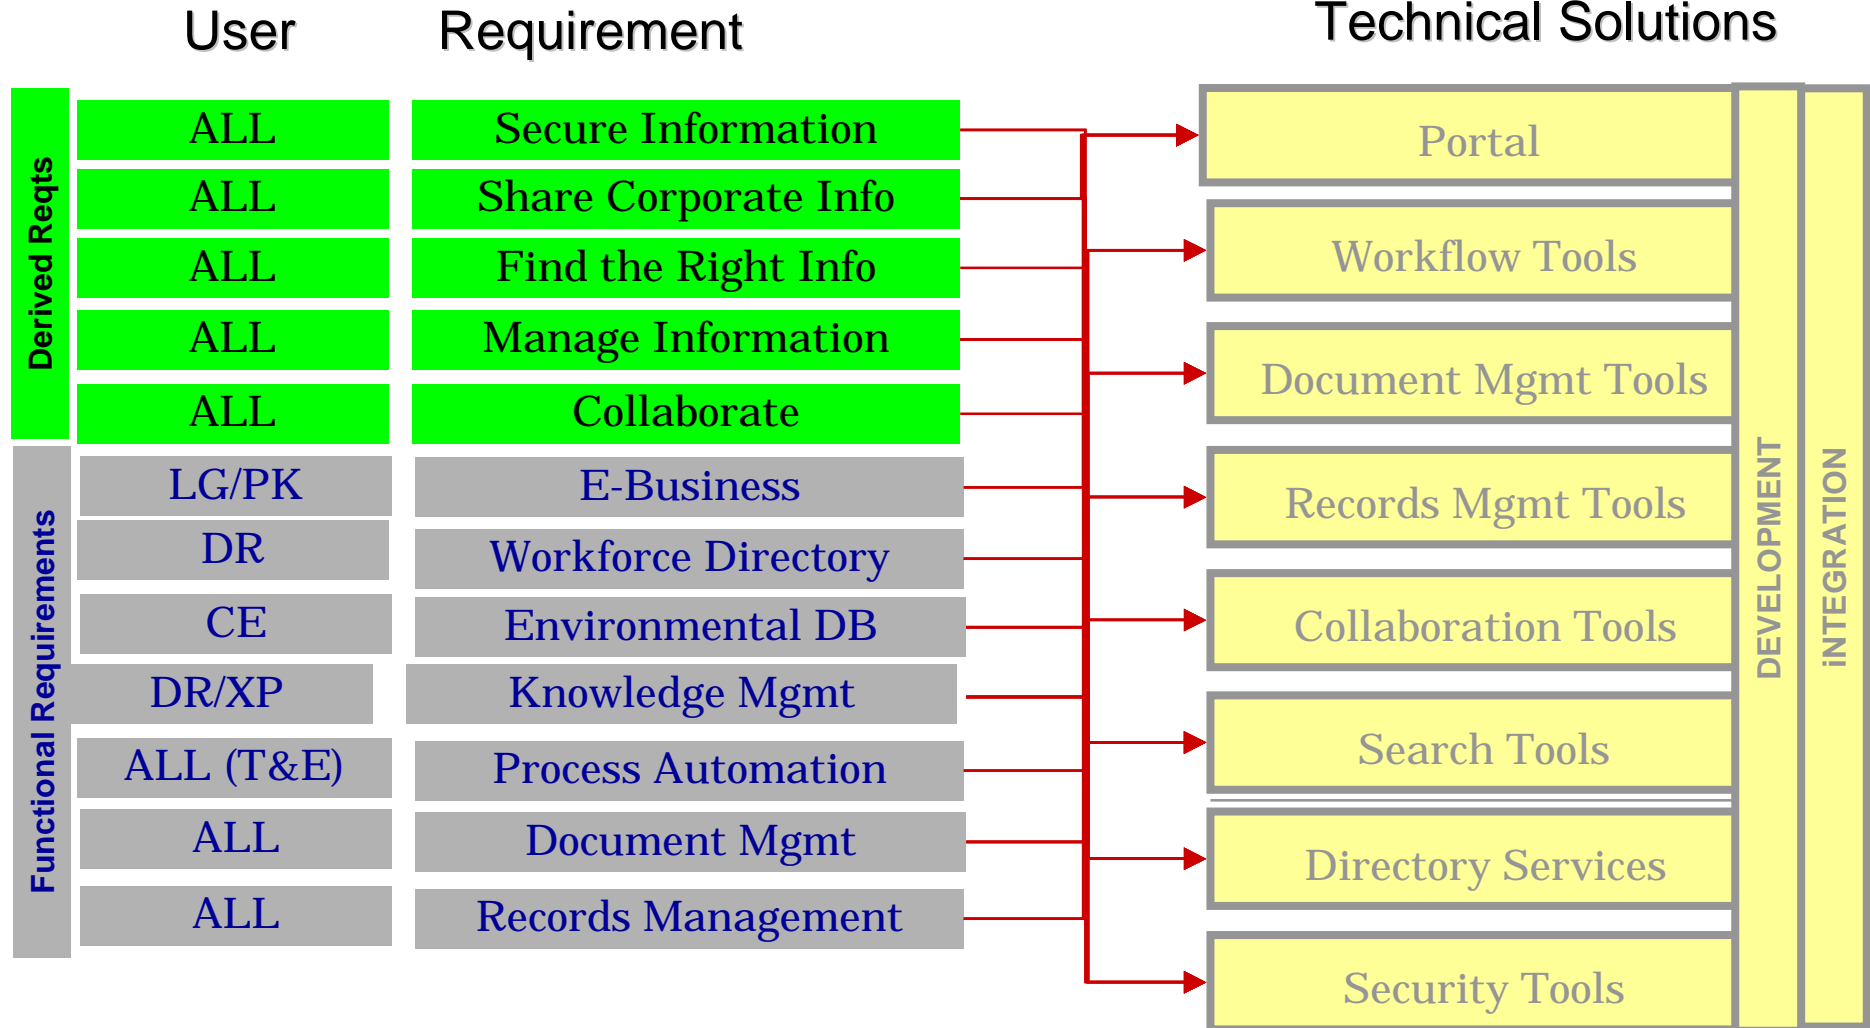 User
Requirement
Technical Solutions
Derived Reqts
ALL
Secure Information
ALL
Share Corporate Info
ALL
Find the Right Info
ALL
Manage Information
ALL
Collaborate
Functional Requirements
LG/PK
E-Business
DR
Workforce Directory
CE
Environmental DB
DR/XP
Knowledge Mgmt
ALL (T&E)
Process Automation
ALL
Document Mgmt
ALL
Records Management
Portal
Workflow Tools
Document Mgmt Tools
Records Mgmt Tools
Collaboration Tools
Search Tools
Directory Services
Security Tools
DEVELOPMENT
iNTEGRATION